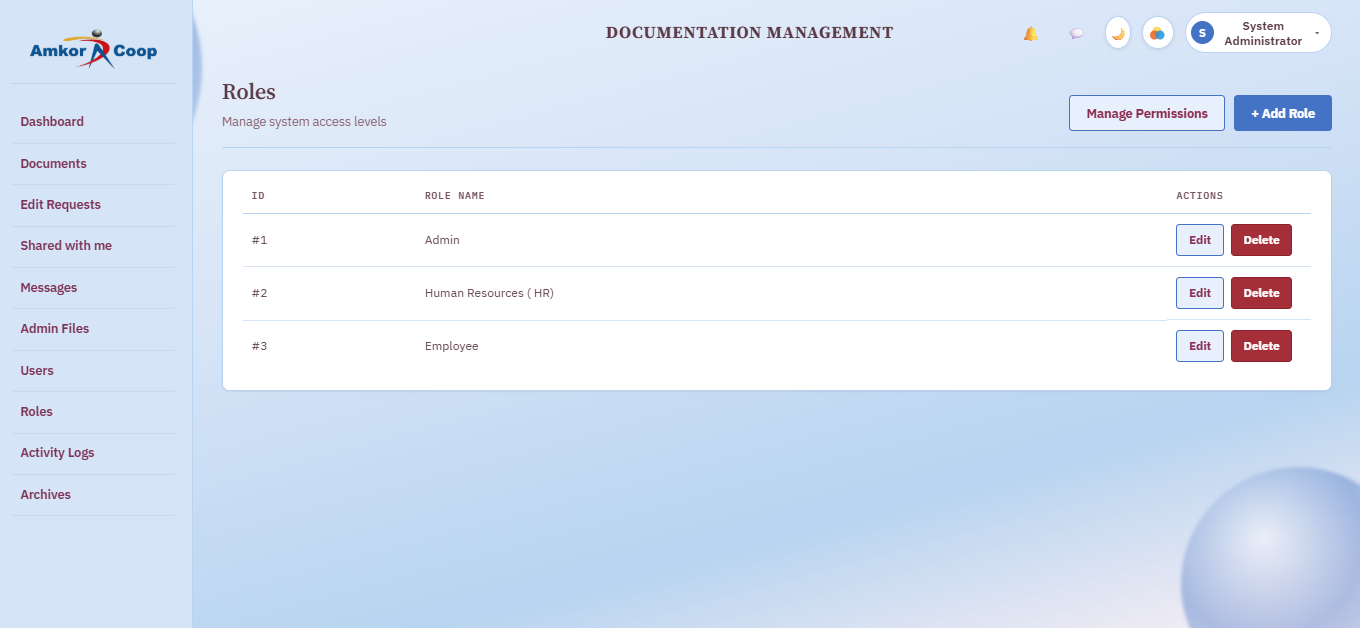 Amkor Coop
DOCUMENTATION MANAGEMENT
S
System
Administrator
Dashboard
Documents
Edit Requests
Shared with me
Messages
Admin Files
Users
Roles
Activity Logs
Archives
Roles
Manage system access levels
Manage Permissions
+ Add Role
ID ROLE NAME ACTIONS
#1 Admin Edit Delete
#2 Human Resources ( HR) Edit Delete
#3 Employee Edit Delete